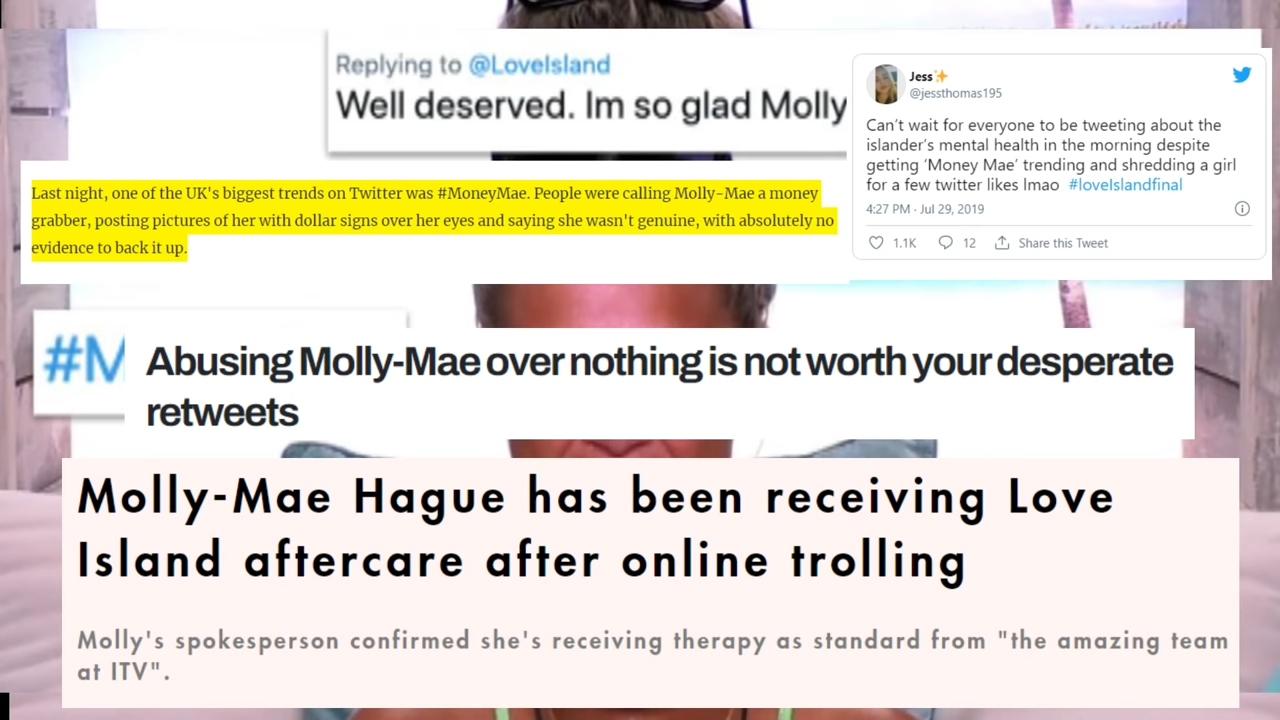 Replying to @LoveIsland
Well deserved. Im so glad Molly
Jess✨
@jessthomas195
Can't wait for everyone to be tweeting about the
islander's mental health in the morning despite
getting 'Money Mae' trending and shredding a girl
for a few twitter likes lmao #loveIslandfinal
4:27 PM · Jul 29, 2019
1.1K 12 Share this Tweet
Last night, one of the UK's biggest trends on Twitter was #MoneyMae. People were calling Molly-Mae a money
grabber, posting pictures of her with dollar signs over her eyes and saying she wasn't genuine, with absolutely no
evidence to back it up.
#M
Abusing Molly-Mae over nothing is not worth your desperate
retweets
Molly-Mae Hague has been receiving Love
Island aftercare after online trolling
Molly's spokesperson confirmed she's receiving therapy as standard from "the amazing team
at ITV".